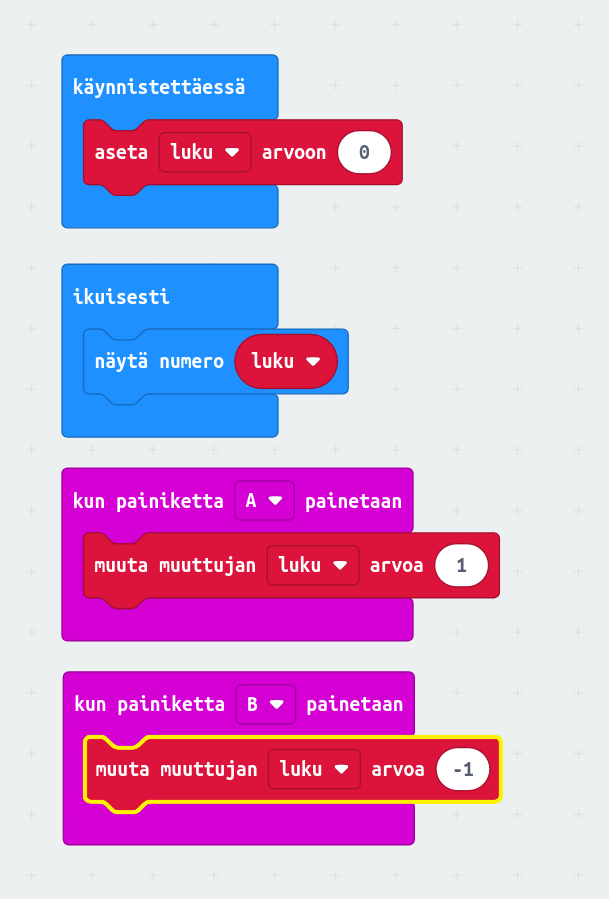 käynnistettäessä
aseta luku arvoon 0
ikuisesti
näytä numero luku
kun painiketta A painetaan
muuta muuttujan luku arvoa 1
kun painiketta B painetaan
muuta muuttujan luku arvoa -1